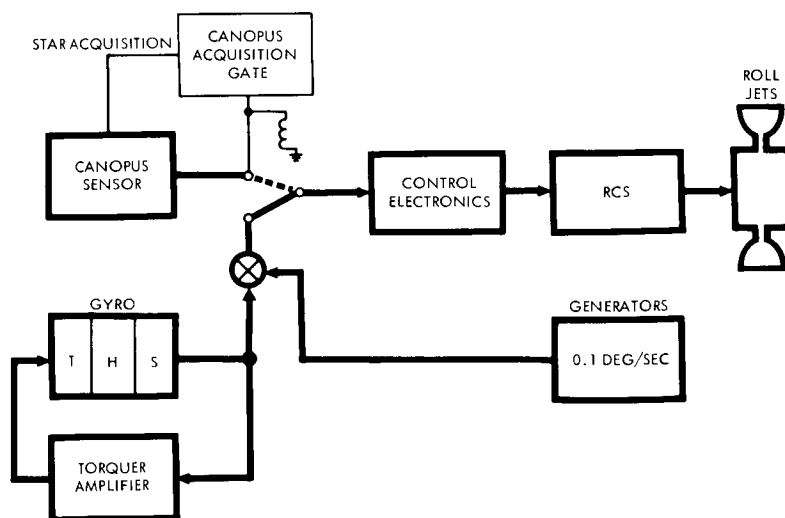 STAR ACQUISITION
CANOPUS
ACQUISITION
GATE
ROLL
JETS
CANOPUS
SENSOR
CONTROL
ELECTRONICS
RCS
GYRO
T H S
GENERATORS
0.1 DEG/SEC
TORQUER
AMPLIFIER